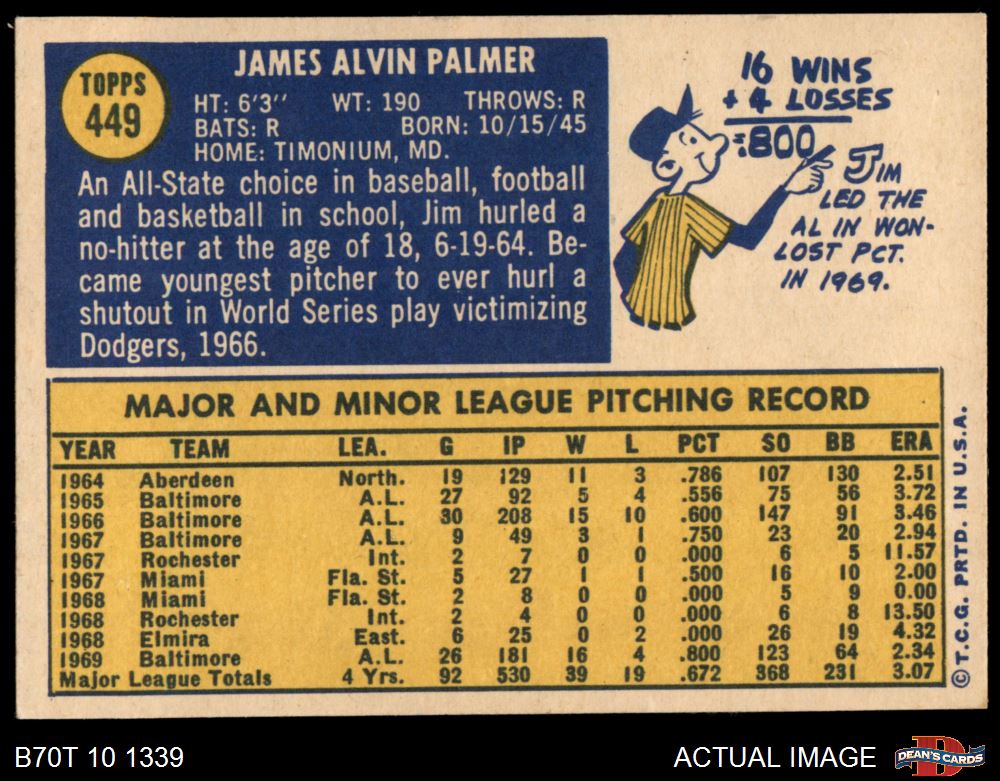 TOPPS
449
JAMES ALVIN PALMER
HT: 6'3'' WT: 190 THROWS: R
BATS: R BORN: 10/15/45
HOME: TIMONIUM, MD.
An All-State choice in baseball, football
and basketball in school, Jim hurled a
no-hitter at the age of 18, 6-19-64. Be-
came youngest pitcher to ever hurl a
shutout in World Series play victimizing
Dodgers, 1966.
16 WINS
+ 4 LOSSES
=.800
JIM
LED THE
AL IN WON-
LOST PCT.
IN 1969.
MAJOR AND MINOR LEAGUE PITCHING RECORD
YEAR TEAM LEA. G IP W L PCT SO BB ERA
1964 Aberdeen North. 19 129 11 3 .786 107 130 2.51
1965 Baltimore A.L. 27 92 5 4 .556 75 56 3.72
1966 Baltimore A.L. 30 208 15 10 .600 147 91 3.46
1967 Baltimore A.L. 9 49 3 1 .750 23 20 2.94
1967 Rochester Int. 2 7 0 0 .000 6 5 11.57
1967 Miami Fla. St. 5 27 1 1 .500 16 10 2.00
1968 Miami Fla. St. 2 8 0 0 .000 5 9 0.00
1968 Rochester Int. 2 4 0 0 .000 6 8 13.50
1968 Elmira East. 6 25 0 2 .000 26 19 4.32
1969 Baltimore A.L. 26 181 16 4 .800 123 64 2.34
Major League Totals 4 Yrs. 92 530 39 19 .672 368 231 3.07
© T.C.G. PRTD. IN U.S.A.
B70T 10 1339
ACTUAL IMAGE
D
DEAN'S CARDS